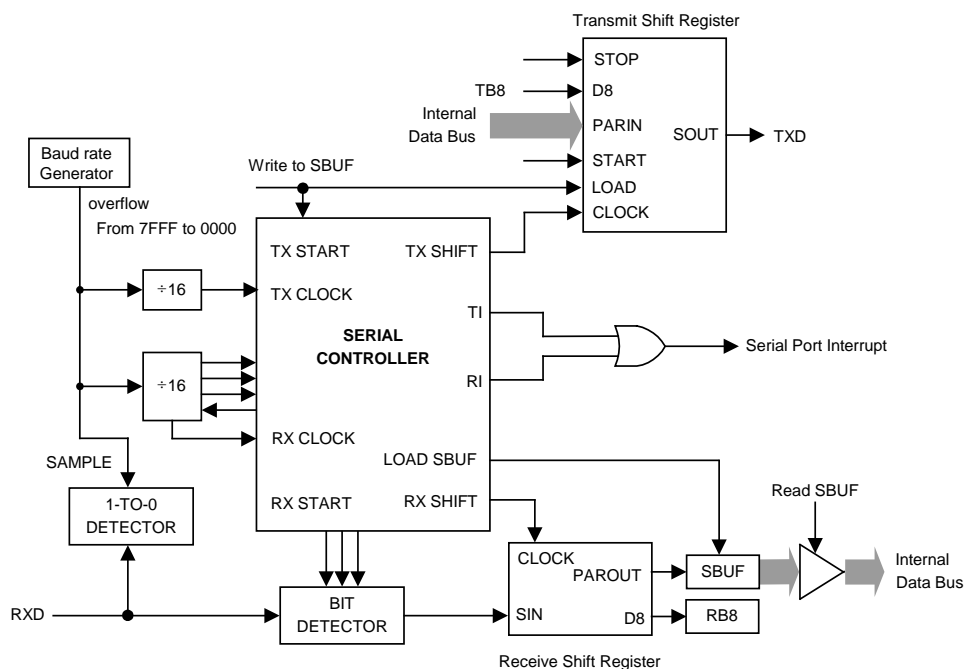 Transmit Shift Register
STOP
TB8
D8
Internal
Data Bus
PARIN
SOUT
TXD
START
LOAD
CLOCK
Baud rate
Generator
Write to SBUF
overflow
From 7FFF to 0000
TX START
TX SHIFT
÷16
TX CLOCK
TI
SERIAL
CONTROLLER
Serial Port Interrupt
÷16
RI
RX CLOCK
LOAD SBUF
SAMPLE
RX START
RX SHIFT
Read SBUF
1-TO-0
DETECTOR
CLOCK
PAROUT
SBUF
Internal
Data Bus
RXD
BIT
DETECTOR
SIN
D8
RB8
Receive Shift Register